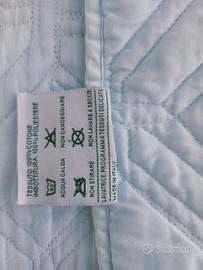 TESSUTO: 100% COTONE
IMBOTTITURA: 100% POLIESTERE
NON CANDEGGIARE
NON LAVARE A SECCO
ACQUA CALDA
NON STIRARE
LAVATRICE: PROGRAMMA TESSUTI DELICATI
MADE IN ITALY
subito